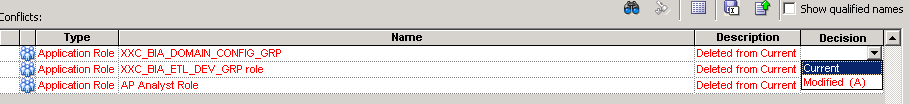 Conflicts:
Show qualified names
Type Name Description Decision
Application Role XXC_BIA_DOMAIN_CONFIG_GRP Deleted from Current
Application Role XXC_BIA_ETL_DEV_GRP role Deleted from Current Current
Application Role AP Analyst Role Deleted from Current Modified (A)